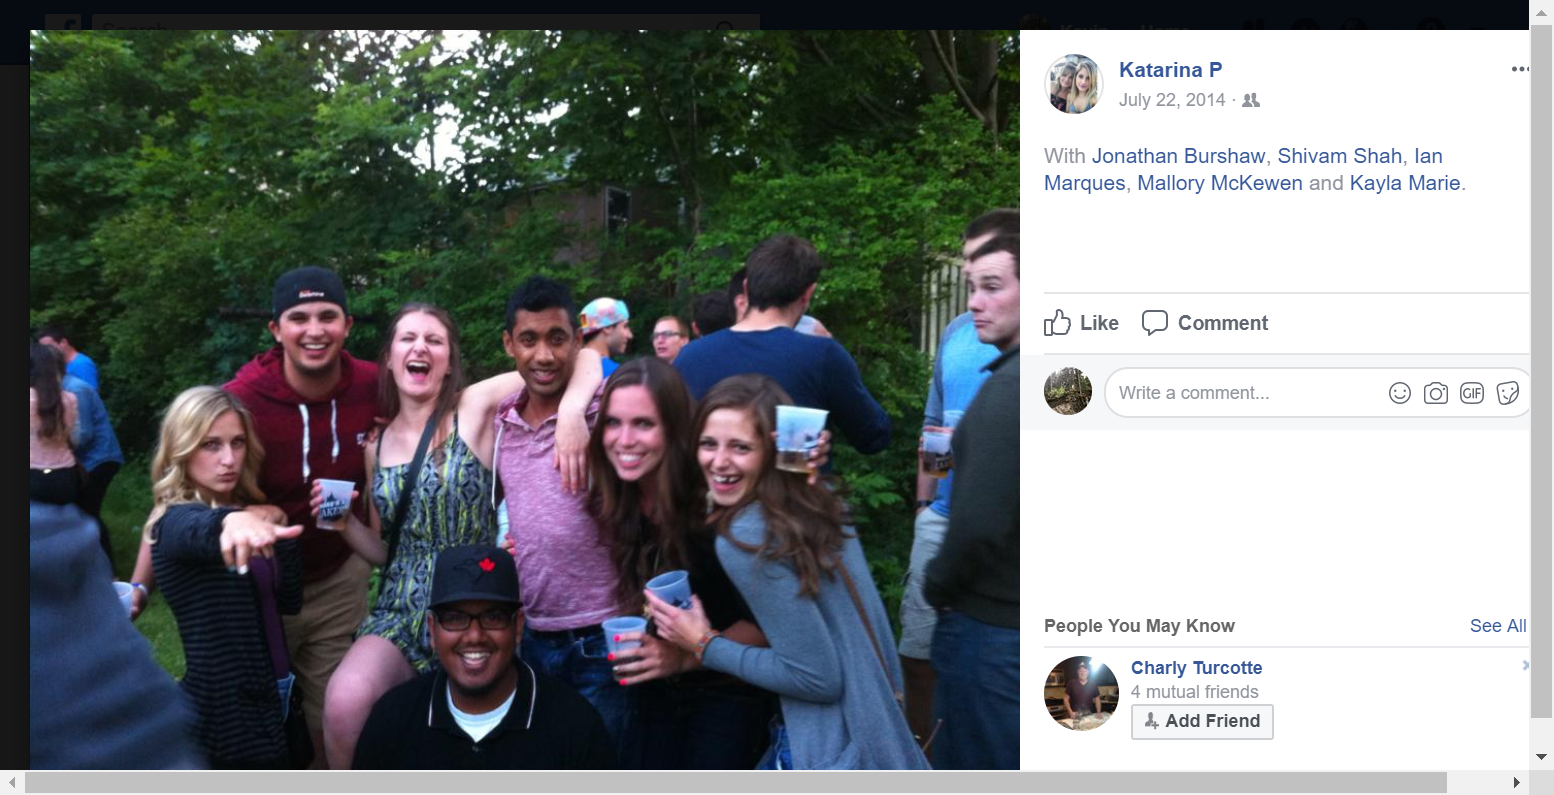 Search
Katarina P
July 22, 2014 ·
With Jonathan Burshaw, Shivam Shah, Ian
Marques, Mallory McKewen and Kayla Marie.
Like
Comment
Write a comment...
GIF
People You May Know
See All
Charly Turcotte
4 mutual friends
Add Friend